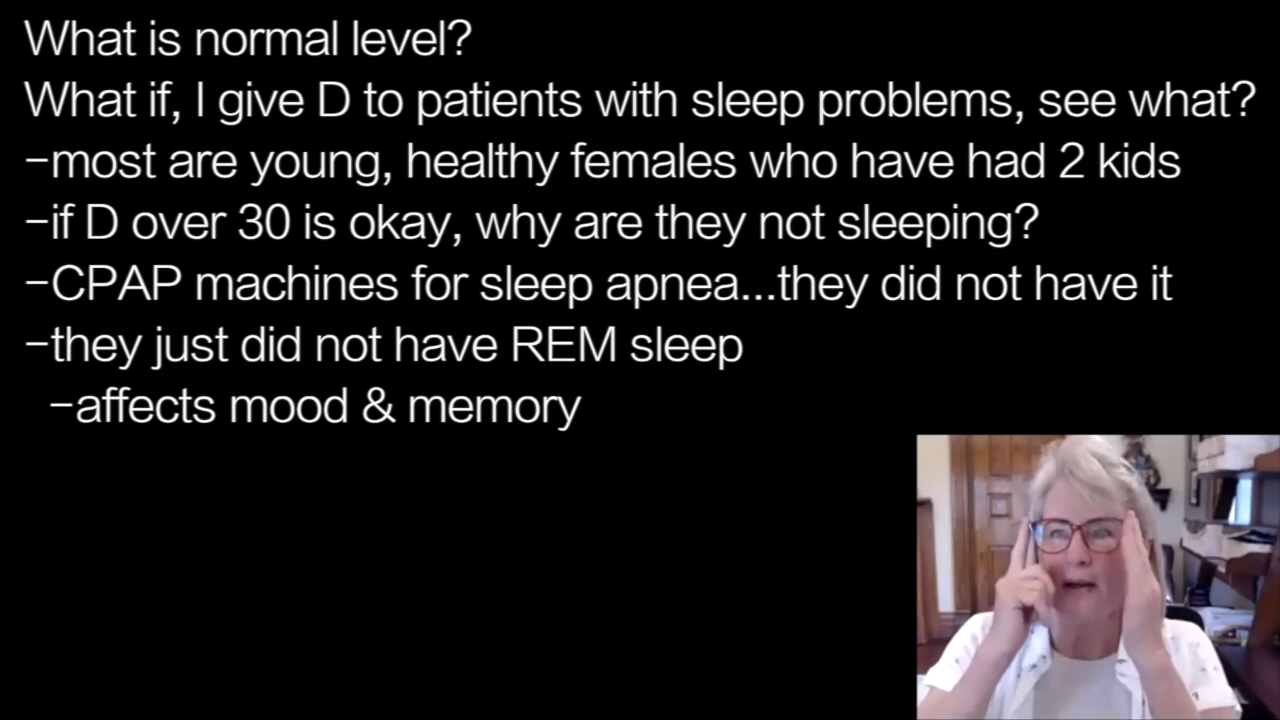 What is normal level?
What if, I give D to patients with sleep problems, see what?
–most are young, healthy females who have had 2 kids
–if D over 30 is okay, why are they not sleeping?
–CPAP machines for sleep apnea...they did not have it
–they just did not have REM sleep
–affects mood & memory